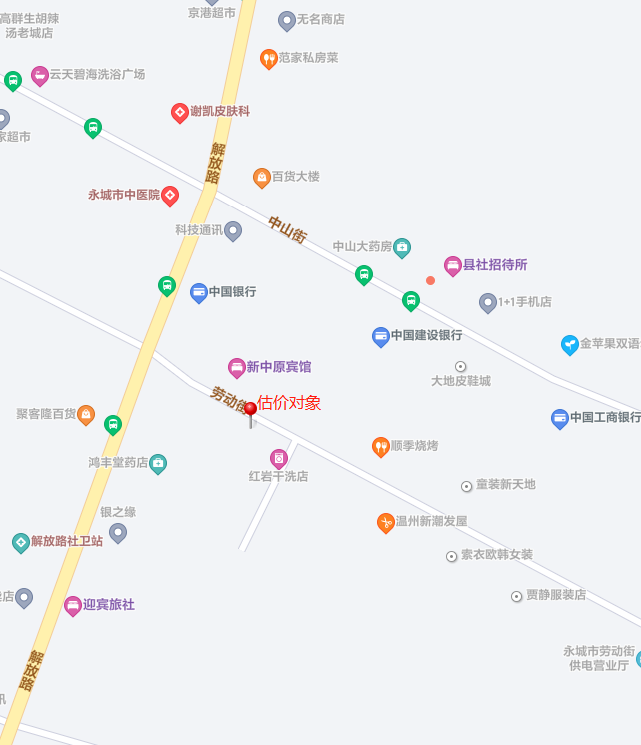 京港超市
高群生胡辣
汤老城店
无名商店
范家私房菜
云天碧海洗浴广场
谢凯皮肤科
家超市
解放路
百货大楼
永城市中医院
科技通讯
中山街
中山大药房
县社招待所
中国银行
1+1手机店
中国建设银行
金苹果双语
新中原宾馆
大地皮鞋城
劳动街
估价对象
聚客隆百货
中国工商银行
顺季烧烤
鸿丰堂药店
红岩干洗店
童装新天地
银之缘
温州新潮发屋
解放路社卫站
索衣欧韩女装
店
贾静服装店
迎宾旅社
解放路
永城市劳动街
供电营业厅
讯